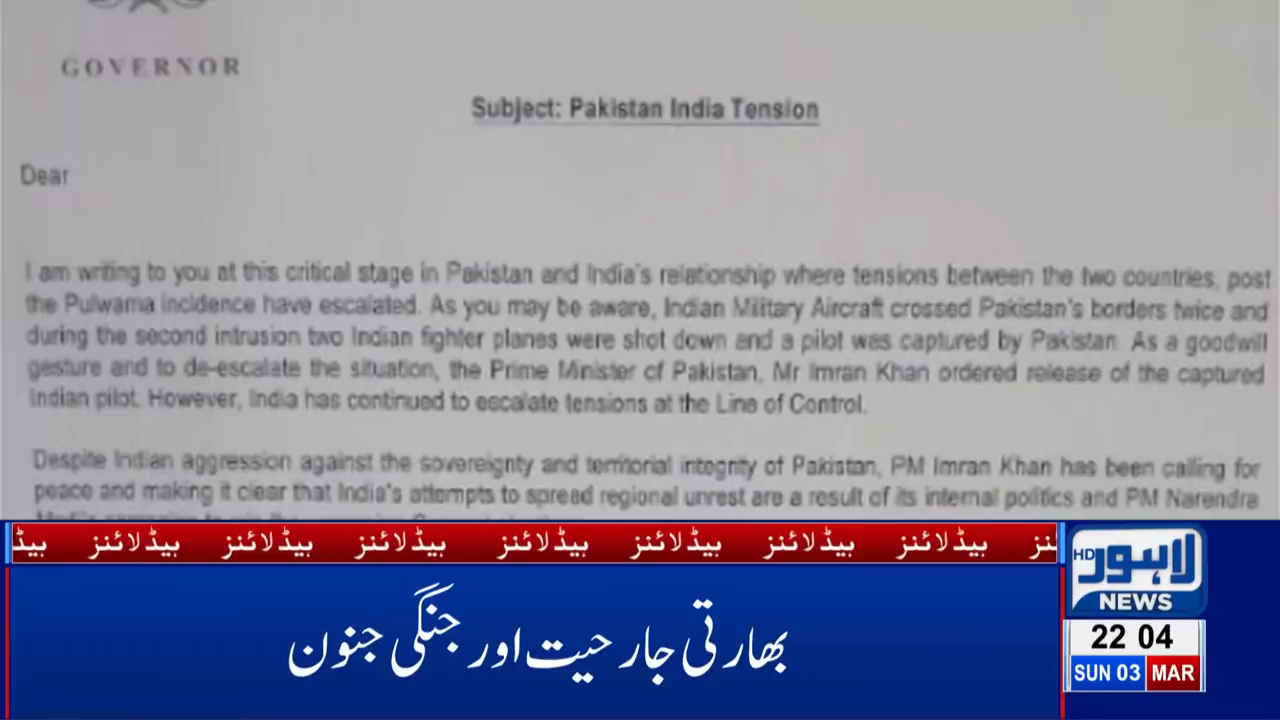 GOVERNOR
Subject: Pakistan India Tension
Dear
I am writing to you at this critical stage in Pakistan and India's relationship where tensions between the two countries, post
the Pulwama incidence have escalated. As you may be aware, Indian Military Aircraft crossed Pakistan's borders twice and
during the second intrusion two Indian fighter planes were shot down and a pilot was captured by Pakistan. As a goodwill
gesture and to de-escalate the situation, the Prime Minister of Pakistan, Mr Imran Khan ordered release of the captured
Indian pilot. However, India has continued to escalate tensions at the Line of Control.
Despite Indian aggression against the sovereignty and territorial integrity of Pakistan, PM Imran Khan has been calling for
peace and making it clear that India's attempts to spread regional unrest are a result of its internal politics and PM Narendra
ہیڈلائنز ہیڈلائنز ہیڈلائنز ہیڈلائنز ہیڈلائنز ہیڈلائنز ہیڈلائنز
بھارتی جارحیت اور جنگی جنون
لاہور HD
NEWS
22 04
SUN 03 MAR